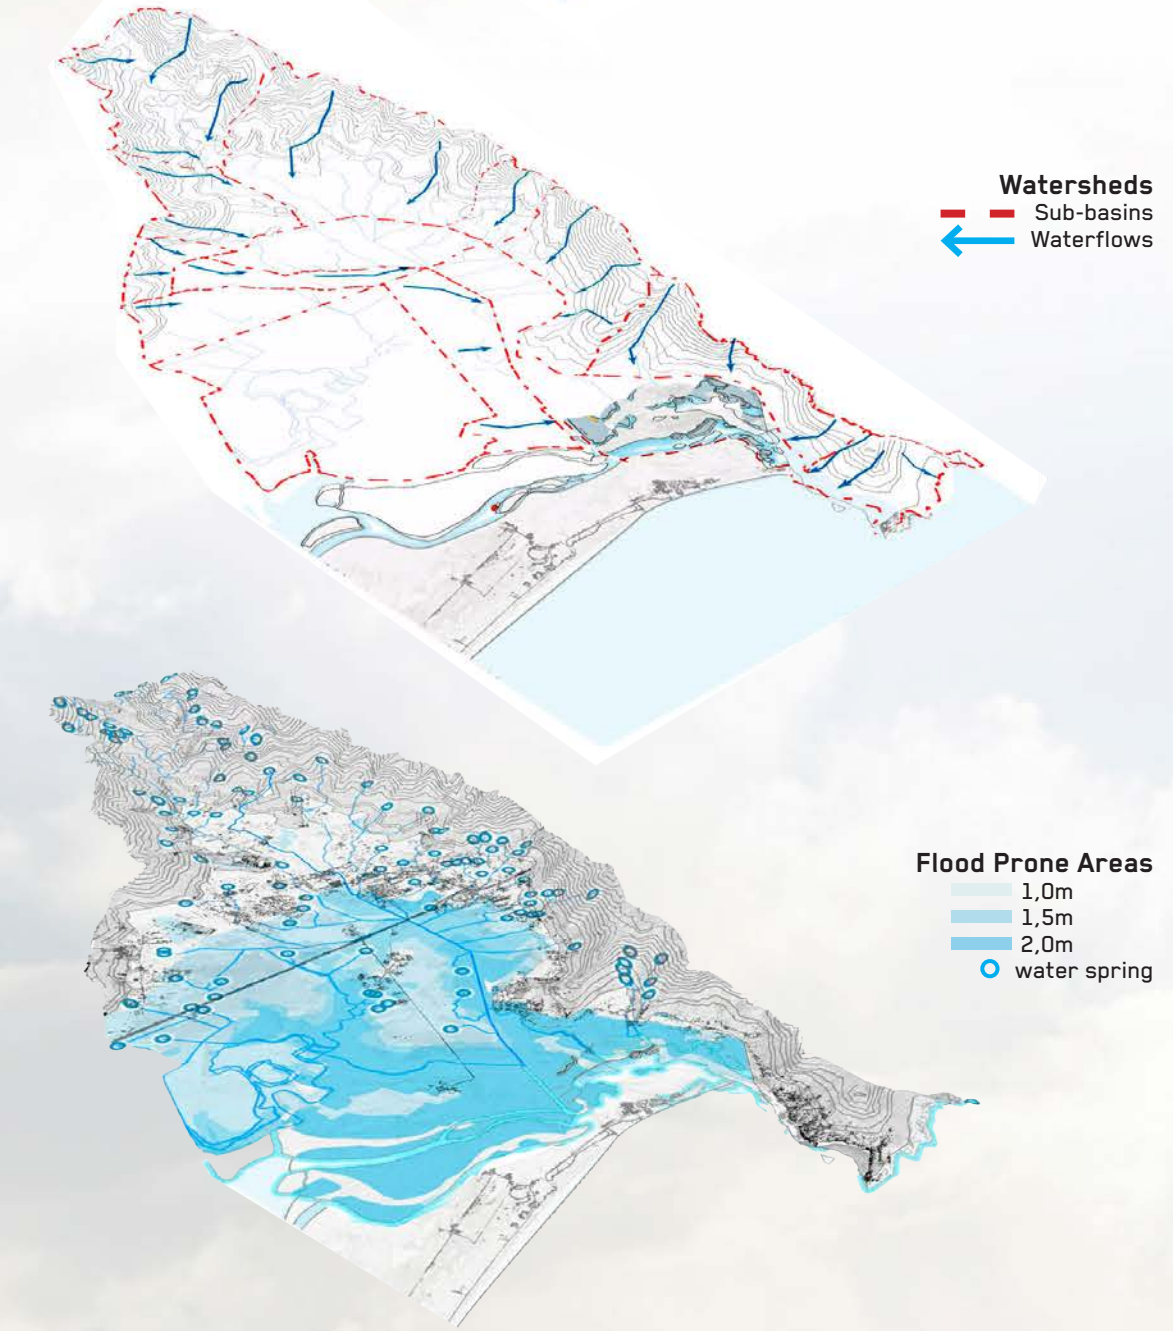 Watersheds
Sub-basins
Waterflows
Flood Prone Areas
1,0m
1,5m
2,0m
water spring